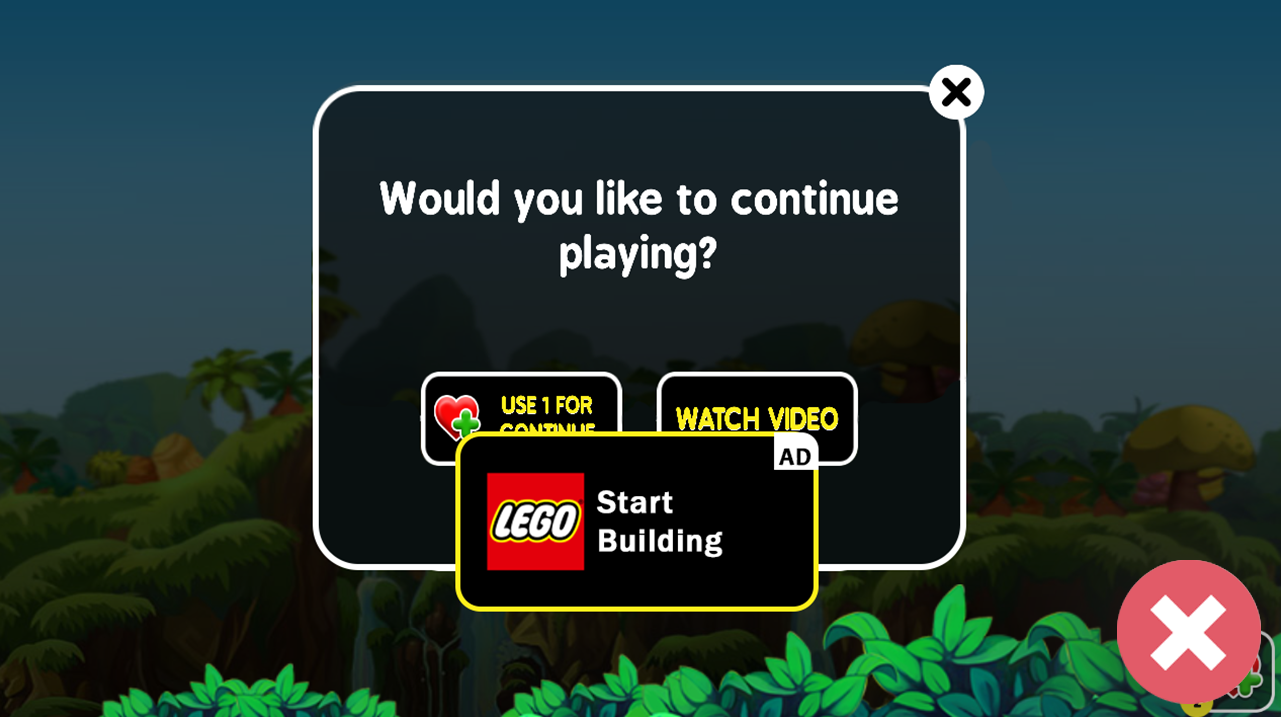 Would you like to continue
playing?
USE 1 FOR
CONTINUE
WATCH VIDEO
AD
LEGO
Start
Building